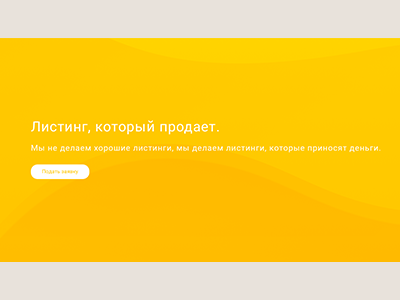 Листинг, который продает.
Мы не делаем хорошие листинги, мы делаем листинги, которые приносят деньги.
Подать заявку